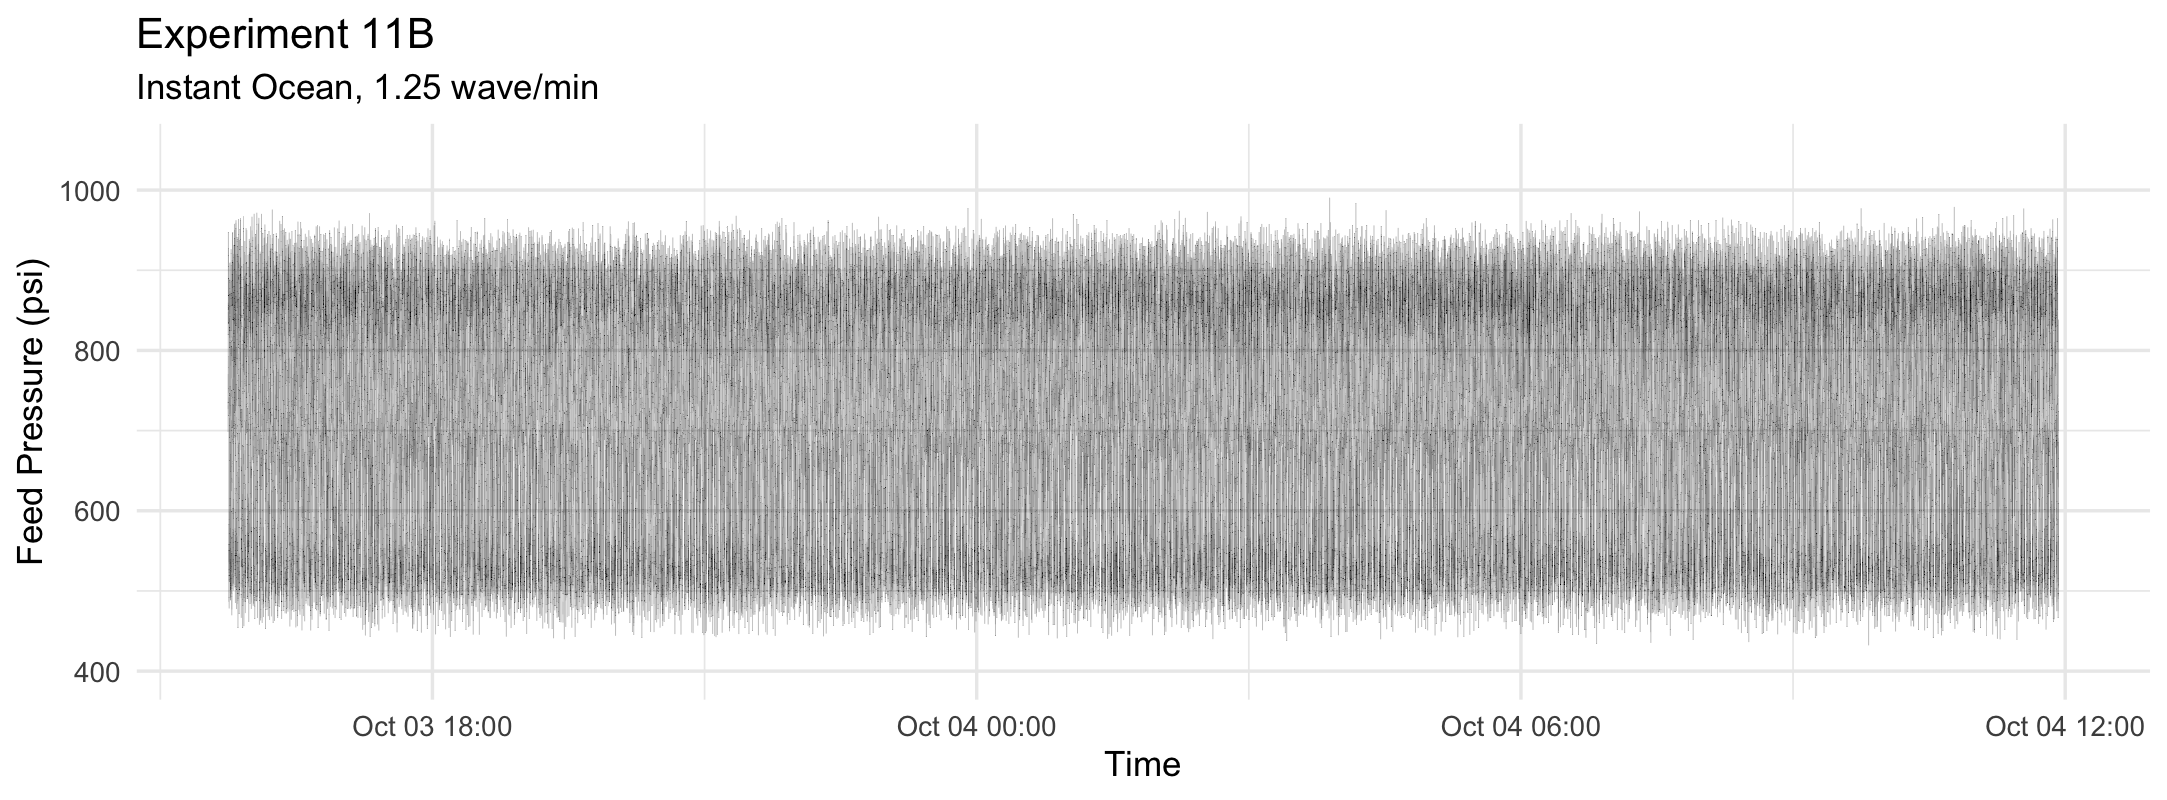 Experiment 11B
Instant Ocean, 1.25 wave/min
Feed Pressure (psi)
1000
800
600
400
Oct 03 18:00
Oct 04 00:00
Oct 04 06:00
Oct 04 12:00
Time